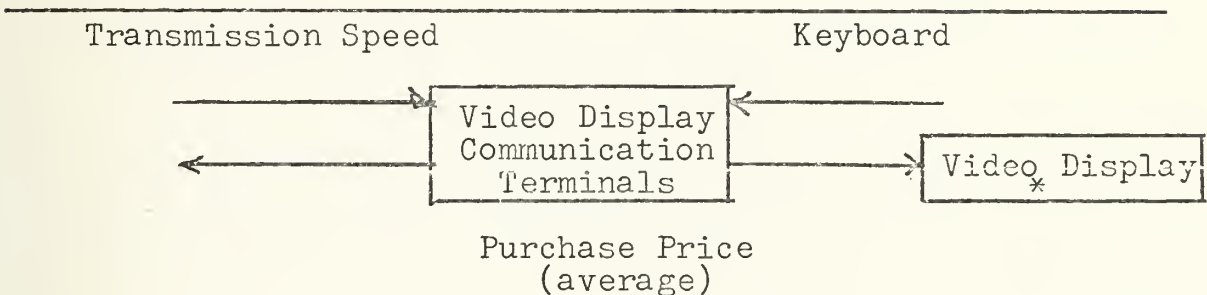 Transmission Speed Keyboard
Video Display
Communication
Terminals
Video Display
*
Purchase Price
(average)